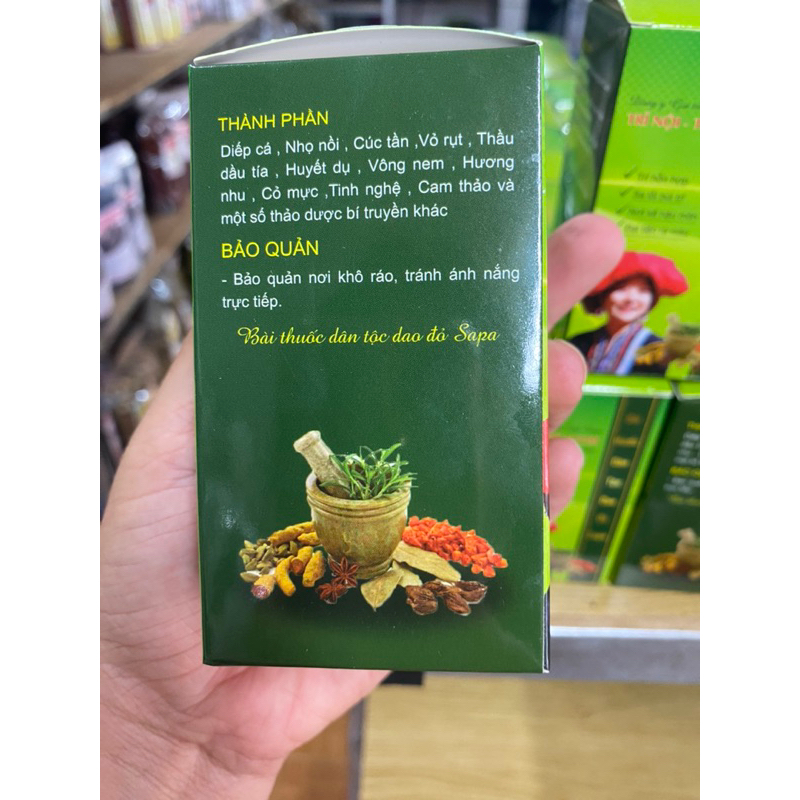 THÀNH PHẦN
Diếp cá , Nhọ nồi , Cúc tần ,Vỏ rụt , Thầu
dầu tía , Huyết dụ , Vông nem , Hương
nhu , Cỏ mực ,Tinh nghệ , Cam thảo và
một số thảo dược bí truyền khác
BẢO QUẢN
- Bảo quản nơi khô ráo, tránh ánh nắng
trực tiếp.
Bài thuốc dân tộc dao đỏ Sapa
TRĨ NỘI - T